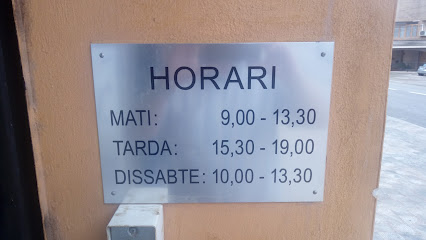 HORARI
MATI: 9,00 - 13,30
TARDA: 15,30 - 19,00
DISSABTE: 10,00 - 13,30